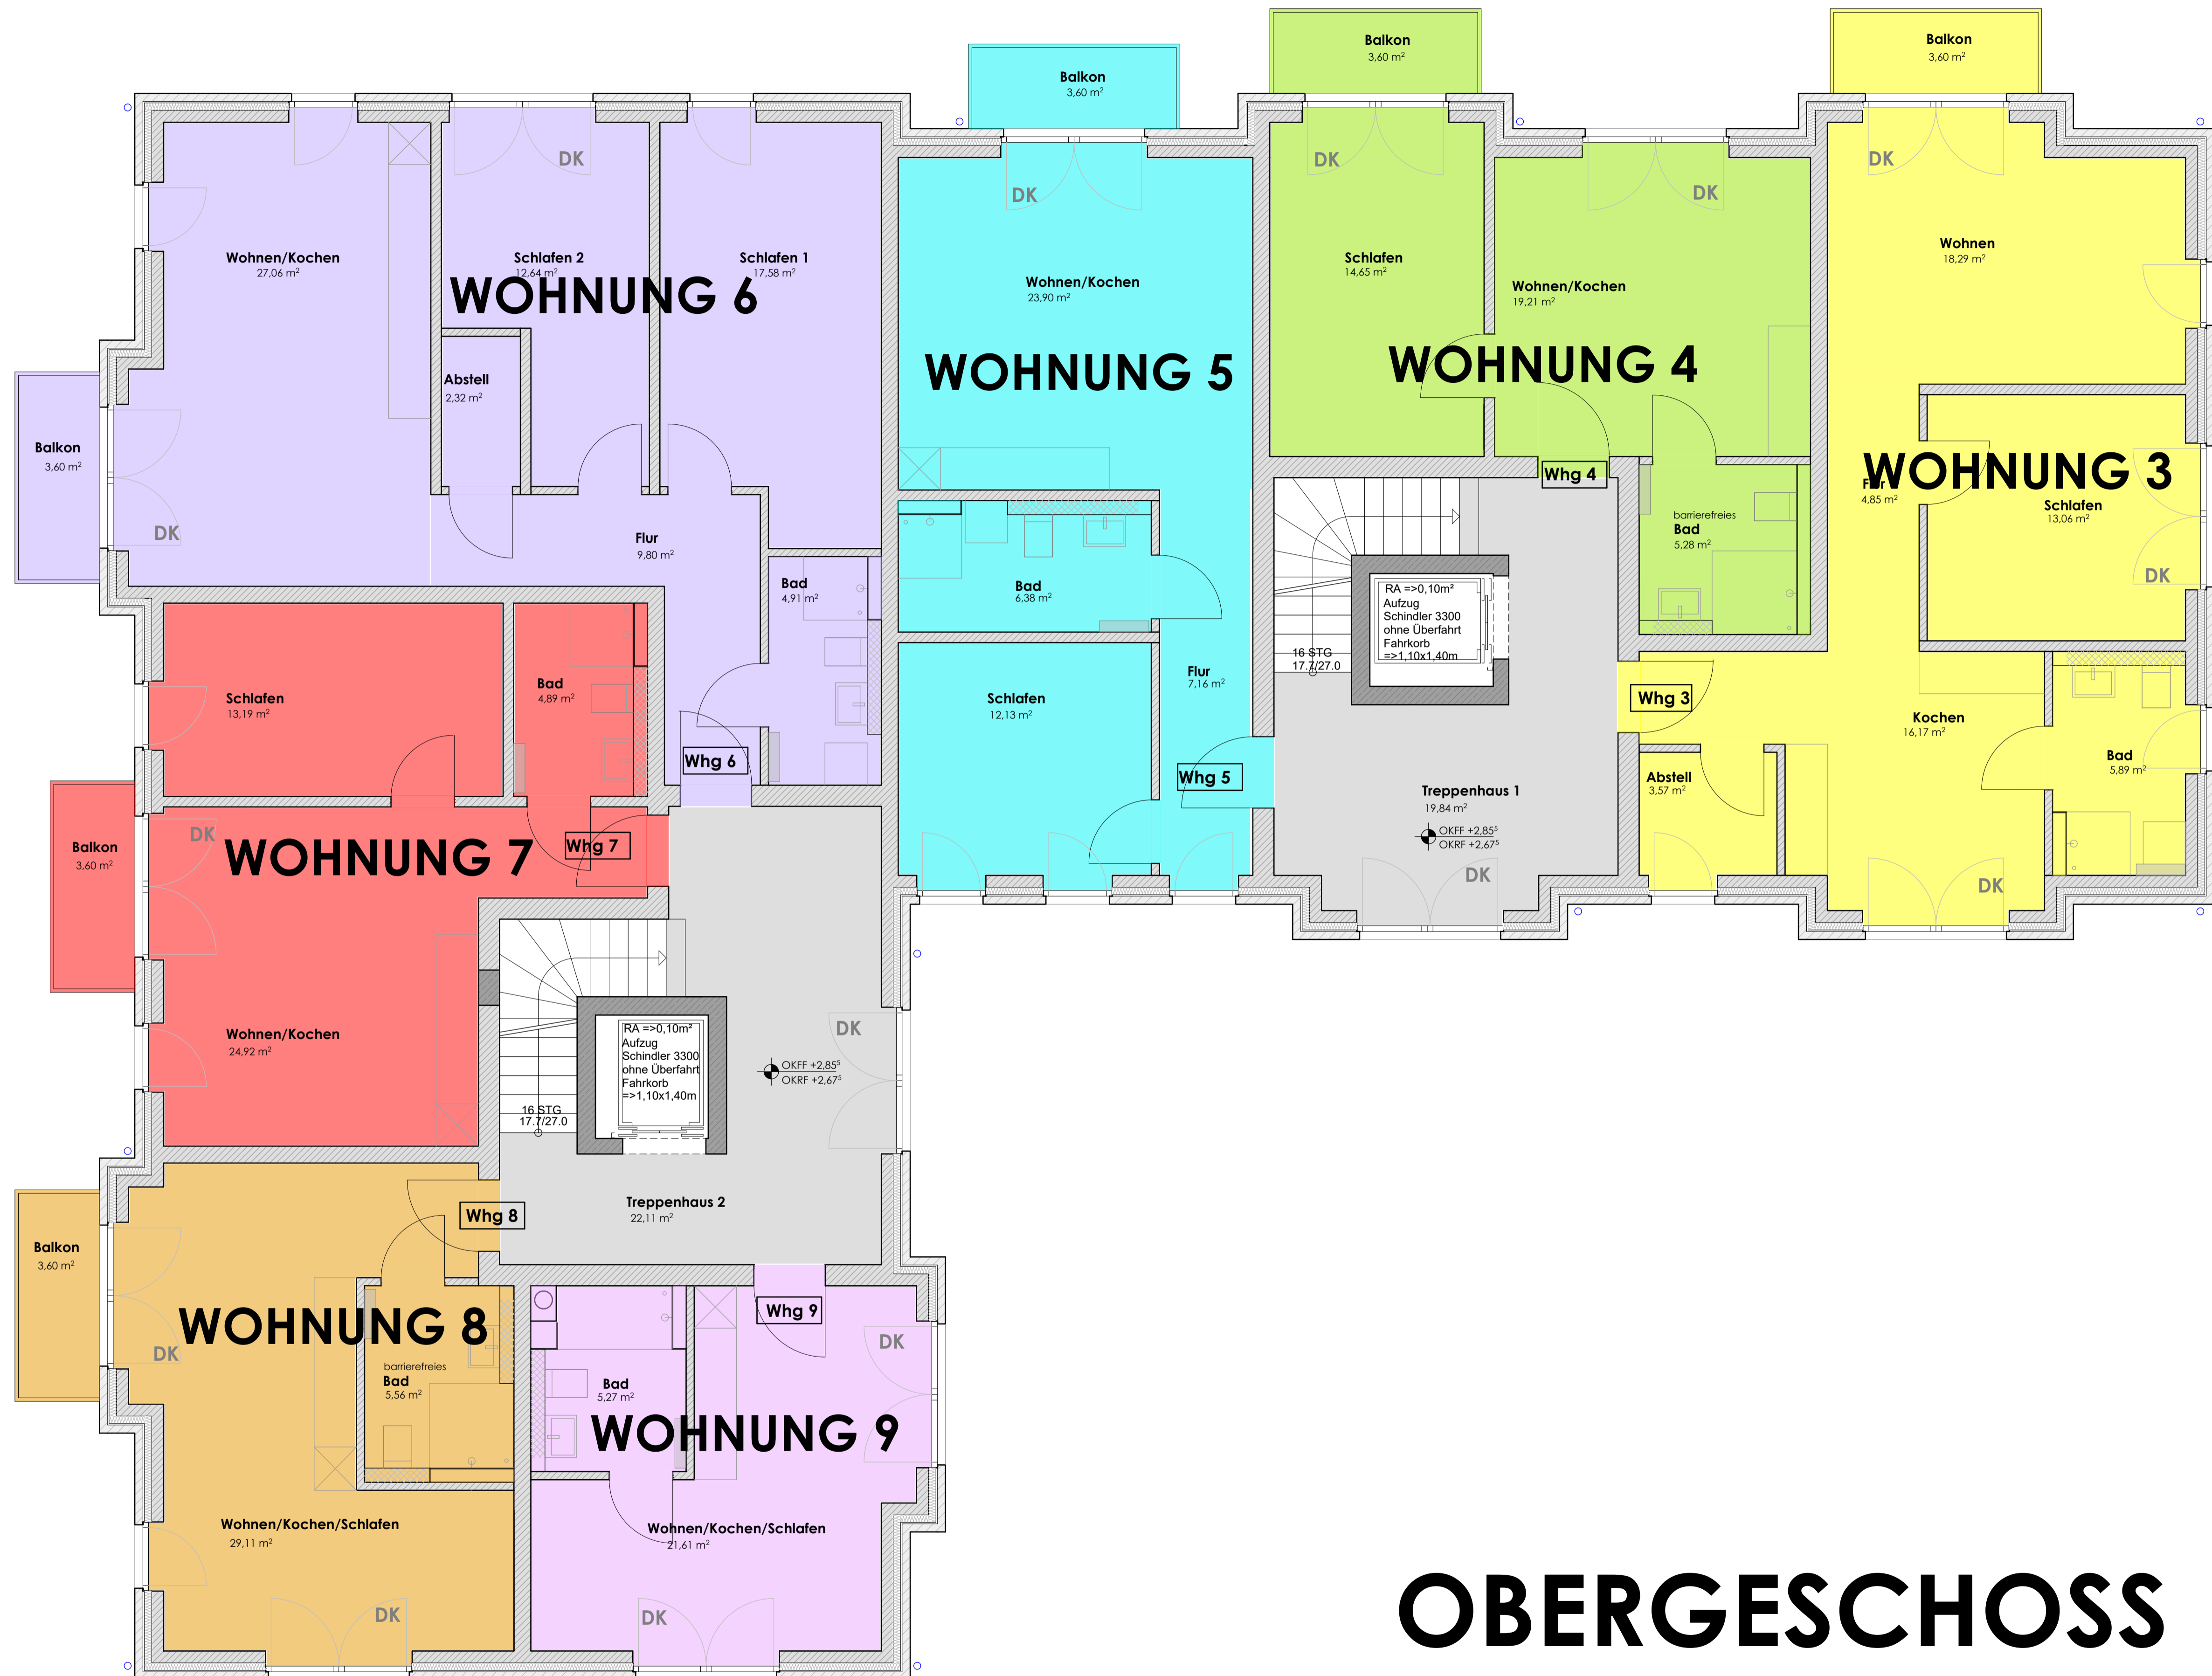 Balkon
3,60 m²
Balkon
3,60 m²
Balkon
3,60 m²
DK
DK
DK
DK
DK
Wohnen/Kochen
27,06 m²
Schlafen 2
12,64 m²
Schlafen 1
17,58 m²
WOHNUNG 6
Abstell
2,32 m²
Balkon
3,60 m²
DK
Flur
9,80 m²
Bad
4,91 m²
Whg 6
Wohnen/Kochen
23,90 m²
WOHNUNG 5
Bad
6,38 m²
Schlafen
12,13 m²
Flur
7,16 m²
Whg 5
Schlafen
14,65 m²
Wohnen/Kochen
19,21 m²
WOHNUNG 4
Whg 4
barrierefreies
Bad
5,28 m²
Wohnen
18,29 m²
WOHNUNG 3
Flur
4,85 m²
Schlafen
13,06 m²
DK
Whg 3
Kochen
16,17 m²
Bad
5,89 m²
Abstell
3,57 m²
DK
RA =>0,10m²
Aufzug
Schindler 3300
ohne Überfahrt
Fahrkorb
=>1,10x1,40m
16 STG
17.7/27.0
Treppenhaus 1
19,84 m²
OKFF +2,85⁵
OKRF +2,67⁵
DK
Schlafen
13,19 m²
Bad
4,89 m²
Balkon
3,60 m²
DK
WOHNUNG 7
Whg 7
Wohnen/Kochen
24,92 m²
RA =>0,10m²
Aufzug
Schindler 3300
ohne Überfahrt
Fahrkorb
=>1,10x1,40m
16 STG
17.7/27.0
DK
OKFF +2,85⁵
OKRF +2,67⁵
Treppenhaus 2
22,11 m²
Whg 8
Balkon
3,60 m²
DK
WOHNUNG 8
barrierefreies
Bad
5,56 m²
Wohnen/Kochen/Schlafen
29,11 m²
DK
Whg 9
DK
Bad
5,27 m²
WOHNUNG 9
Wohnen/Kochen/Schlafen
21,61 m²
DK
OBERGESCHOSS